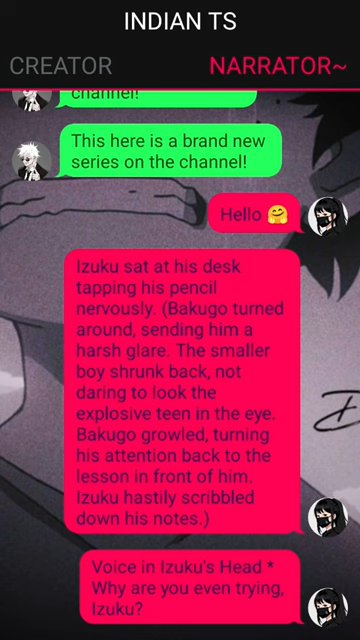 INDIAN TS
CREATOR
NARRATOR~
channel!
This here is a brand new
series on the channel!
Hello 🤗
Izuku sat at his desk
tapping his pencil
nervously. (Bakugo turned
around, sending him a
harsh glare. The smaller
boy shrunk back, not
daring to look the
explosive teen in the eye.
Bakugo growled, turning
his attention back to the
lesson in front of him.
Izuku hastily scribbled
down his notes.)
Voice in Izuku's Head *
Why are you even trying,
Izuku?